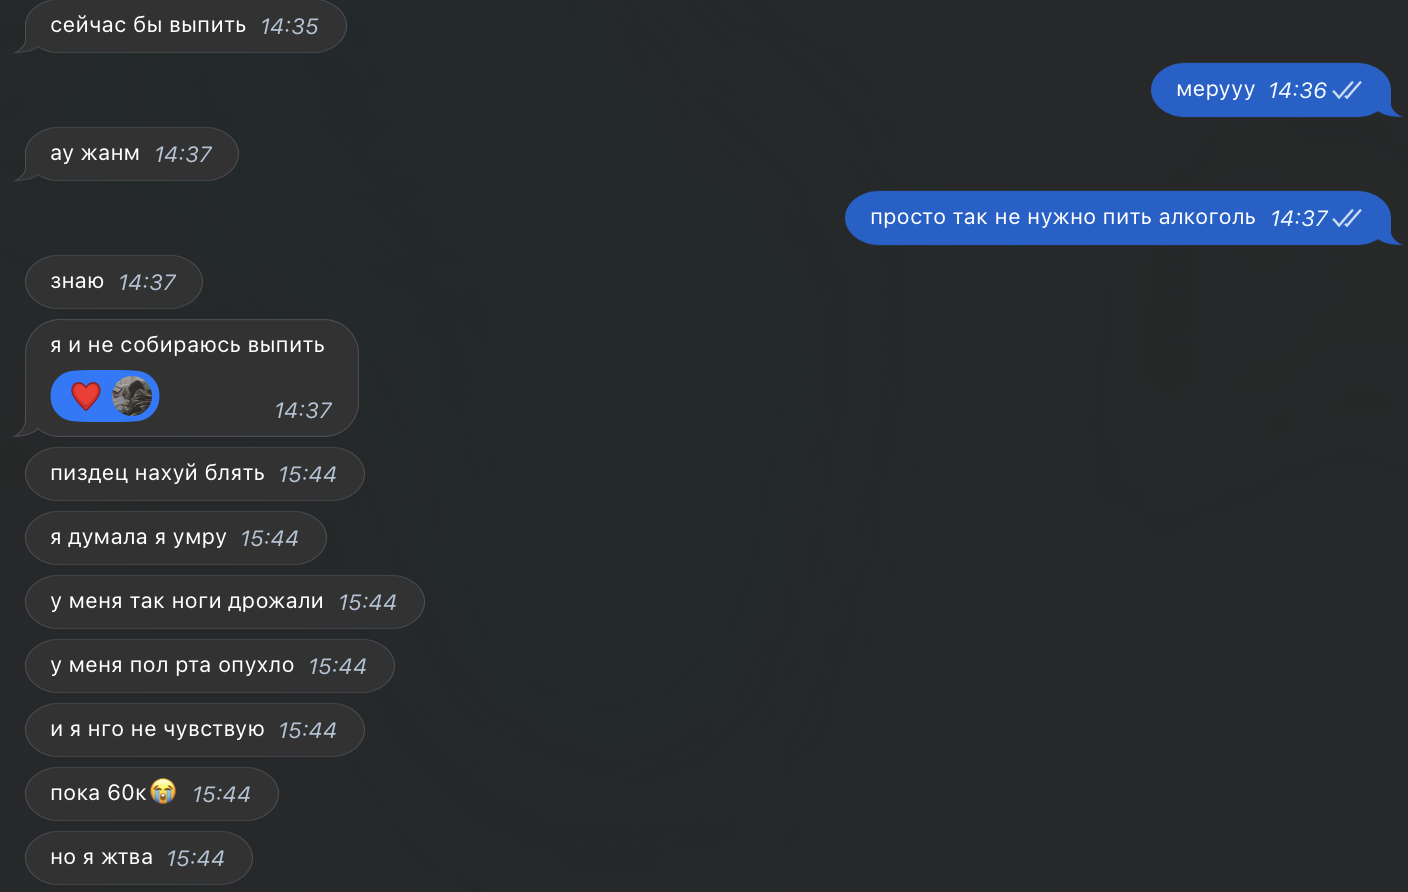 сейчас бы выпить 14:35
мерууу 14:36
ау жанм 14:37
просто так не нужно пить алкоголь 14:37
знаю 14:37
я и не собираюсь выпить
14:37
пиздец нахуй блять 15:44
я думала я умру 15:44
у меня так ноги дрожали 15:44
у меня пол рта опухло 15:44
и я нго не чувствую 15:44
пока 60к😭 15:44
но я жтва 15:44